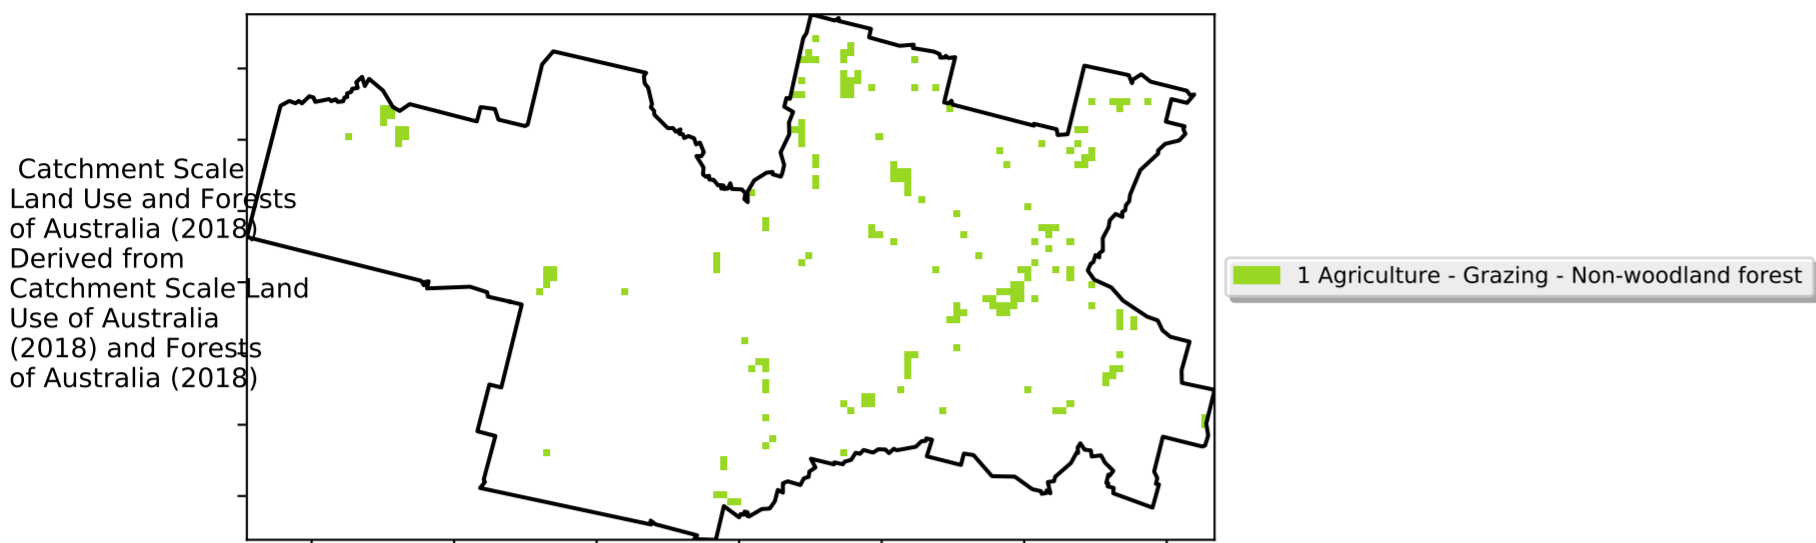 Catchment Scale
Land Use and Forests
of Australia (2018)
Derived from
Catchment Scale Land
Use of Australia
(2018) and Forests
of Australia (2018)
1 Agriculture - Grazing - Non-woodland forest